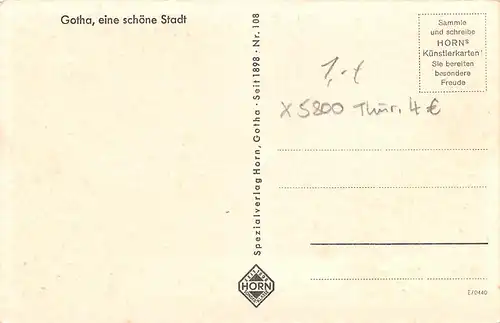 Gotha, eine schöne Stadt
Sammle
und schreibe
HORNs
Künstlerkarten!
Sie bereiten
besondere
Freude
1,-€
X 5800 Thür. 4 €
Spezialverlag Horn, Gotha · Seit 1898 · Nr. 108
HORN
E/0440